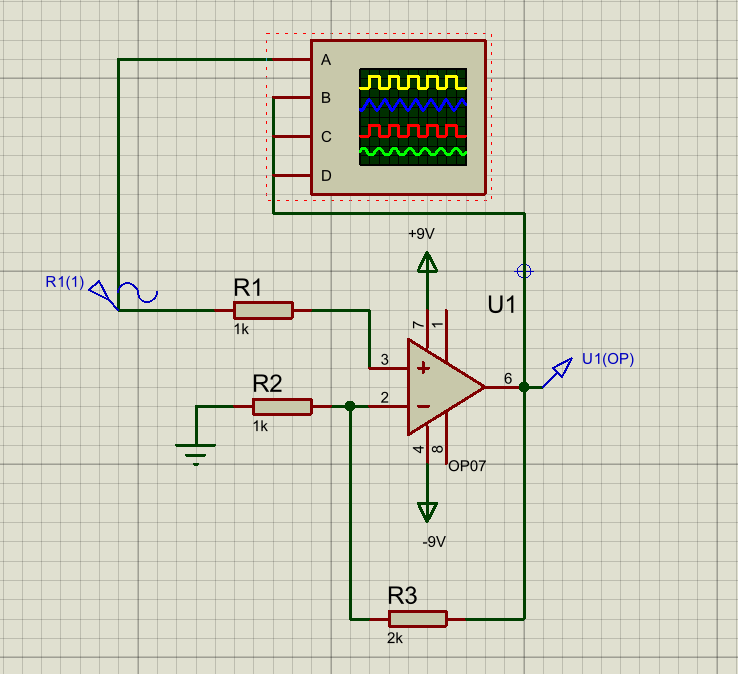 A
B
C
D
+9V
R1(1)
R1
1k
U1
7
1
3
6
U1(OP)
R2
1k
2
4
8
OP07
-9V
R3
2k